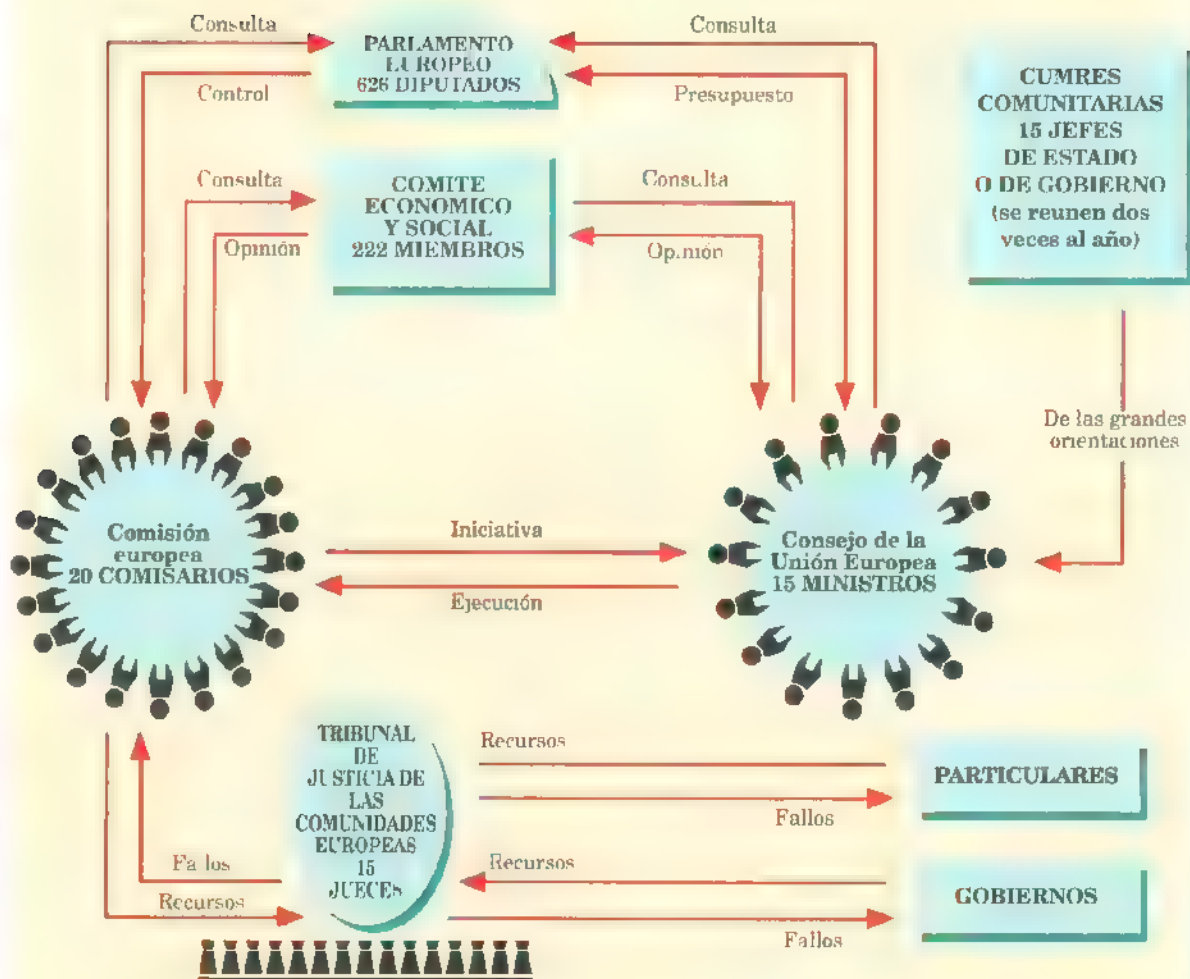 Consulta
PARLAMENTO
EUROPEO
626 DIPUTADOS
Consulta
Control
Presupuesto
CUMRES
COMUNITARIAS
15 JEFES
DE ESTADO
O DE GOBIERNO
(se reunen dos
veces al año)
Consulta
COMITE
ECONOMICO
Y SOCIAL
222 MIEMBROS
Consulta
Opinión
Opinión
De las grandes
orientaciones
Comisión
europea
20 COMISARIOS
Iniciativa
Ejecución
Consejo de la
Unión Europea
15 MINISTROS
TRIBUNAL
DE
JUSTICIA DE
LAS
COMUNIDADES
EUROPEAS
15
JUECES
Recursos
Fallos
PARTICULARES
Fallos
Recursos
Recursos
Fallos
GOBIERNOS